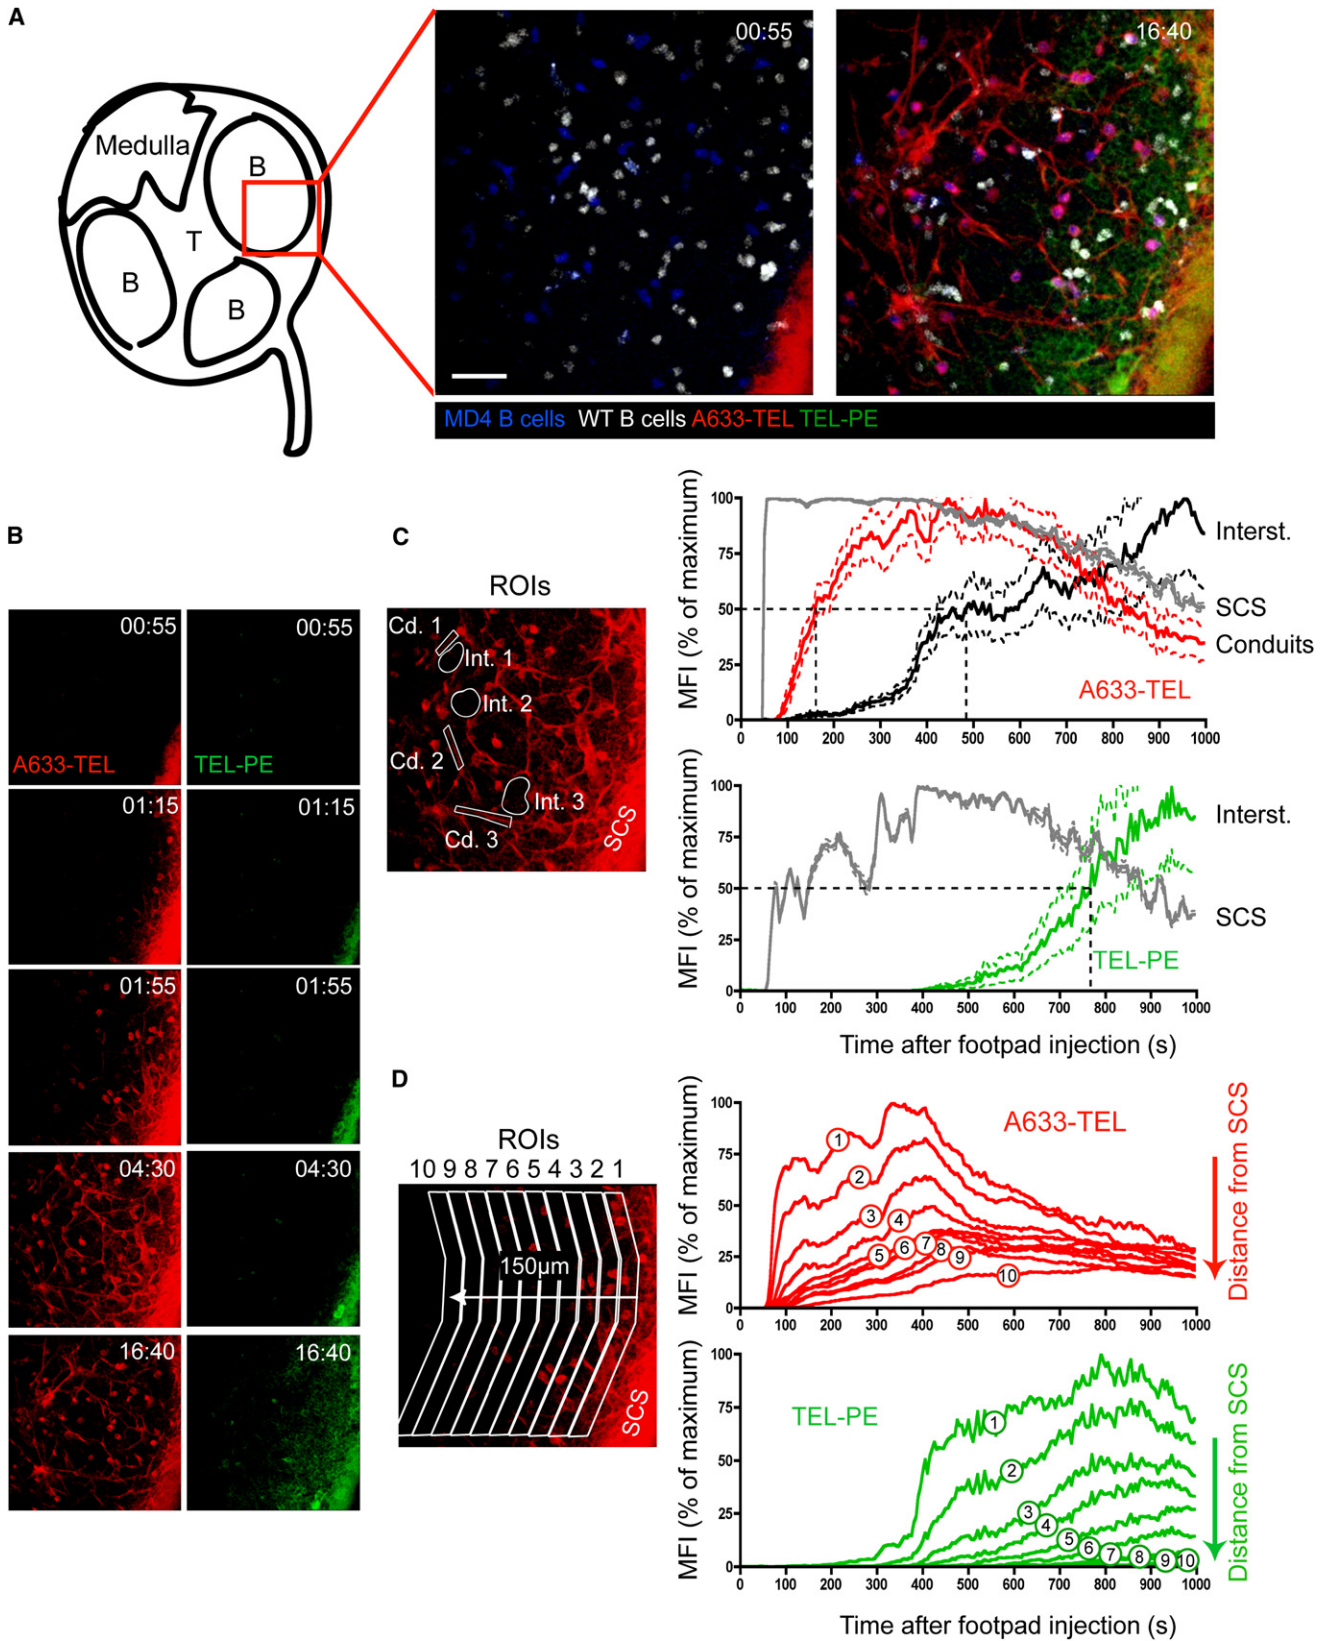 A
Medulla
B
T
B
B
00:55
16:40
MD4 B cells WT B cells A633-TEL TEL-PE
B
00:55
A633-TEL
00:55
TEL-PE
01:15
01:15
01:55
01:55
04:30
04:30
16:40
16:40
C
ROIs
Cd. 1
Int. 1
Int. 2
Cd. 2
Int. 3
Cd. 3
SCS
MFI (% of maximum)
100
75
50
25
0
0 100 200 300 400 500 600 700 800 900 1000
Interst.
SCS
Conduits
A633-TEL
MFI (% of maximum)
100
75
50
25
0
0 100 200 300 400 500 600 700 800 900 1000
Interst.
SCS
TEL-PE
Time after footpad injection (s)
D
ROIs
10 9 8 7 6 5 4 3 2 1
150µm
SCS
MFI (% of maximum)
100
75
50
25
0
0 100 200 300 400 500 600 700 800 900 1000
A633-TEL
1
2
3
4
5
6
7
8
9
10
Distance from SCS
MFI (% of maximum)
100
75
50
25
0
0 100 200 300 400 500 600 700 800 900 1000
TEL-PE
1
2
3
4
5
6
7
8
9
10
Distance from SCS
Time after footpad injection (s)